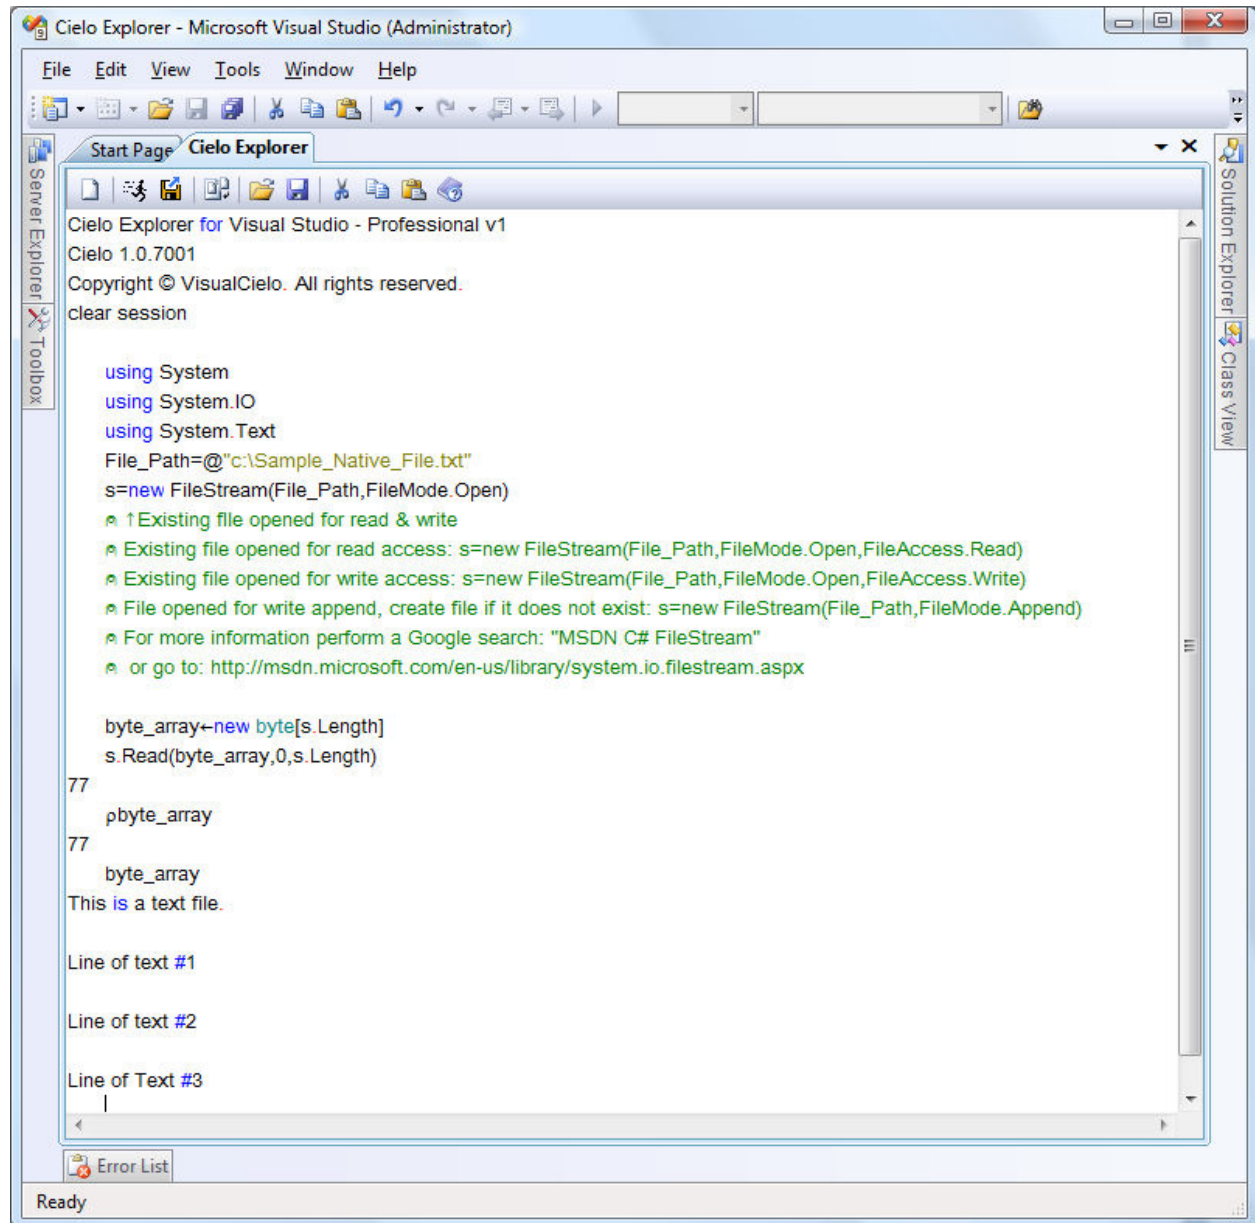 Cielo Explorer - Microsoft Visual Studio (Administrator)
File Edit View Tools Window Help
Start Page Cielo Explorer
Server Explorer
Toolbox
Solution Explorer
Class View
Cielo Explorer for Visual Studio - Professional v1
Cielo 1.0.7001
Copyright © VisualCielo. All rights reserved.
clear session
using System
using System.IO
using System.Text
File_Path=@"c:\Sample_Native_File.txt"
s=new FileStream(File_Path,FileMode.Open)
⍝ ↑Existing file opened for read & write
⍝ Existing file opened for read access: s=new FileStream(File_Path,FileMode.Open,FileAccess.Read)
⍝ Existing file opened for write access: s=new FileStream(File_Path,FileMode.Open,FileAccess.Write)
⍝ File opened for write append, create file if it does not exist: s=new FileStream(File_Path,FileMode.Append)
⍝ For more information perform a Google search: "MSDN C# FileStream"
⍝ or go to: http://msdn.microsoft.com/en-us/library/system.io.filestream.aspx
byte_array←new byte[s.Length]
s.Read(byte_array,0,s.Length)
77
⍴byte_array
77
byte_array
This is a text file.
Line of text #1
Line of text #2
Line of Text #3
Error List
Ready